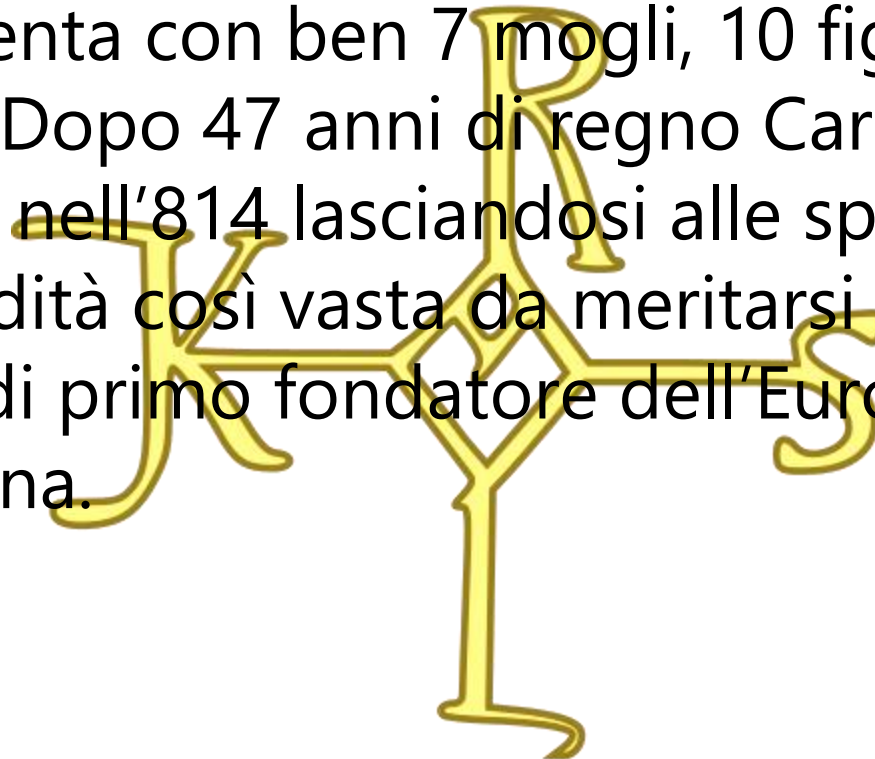 enta con ben 7 mogli, 10 fig
Dopo 47 anni di regno Car
nell’814 lasciandosi alle sp
dità così vasta da meritarsi
di primo fondatore dell’Euro
na.
K R S L